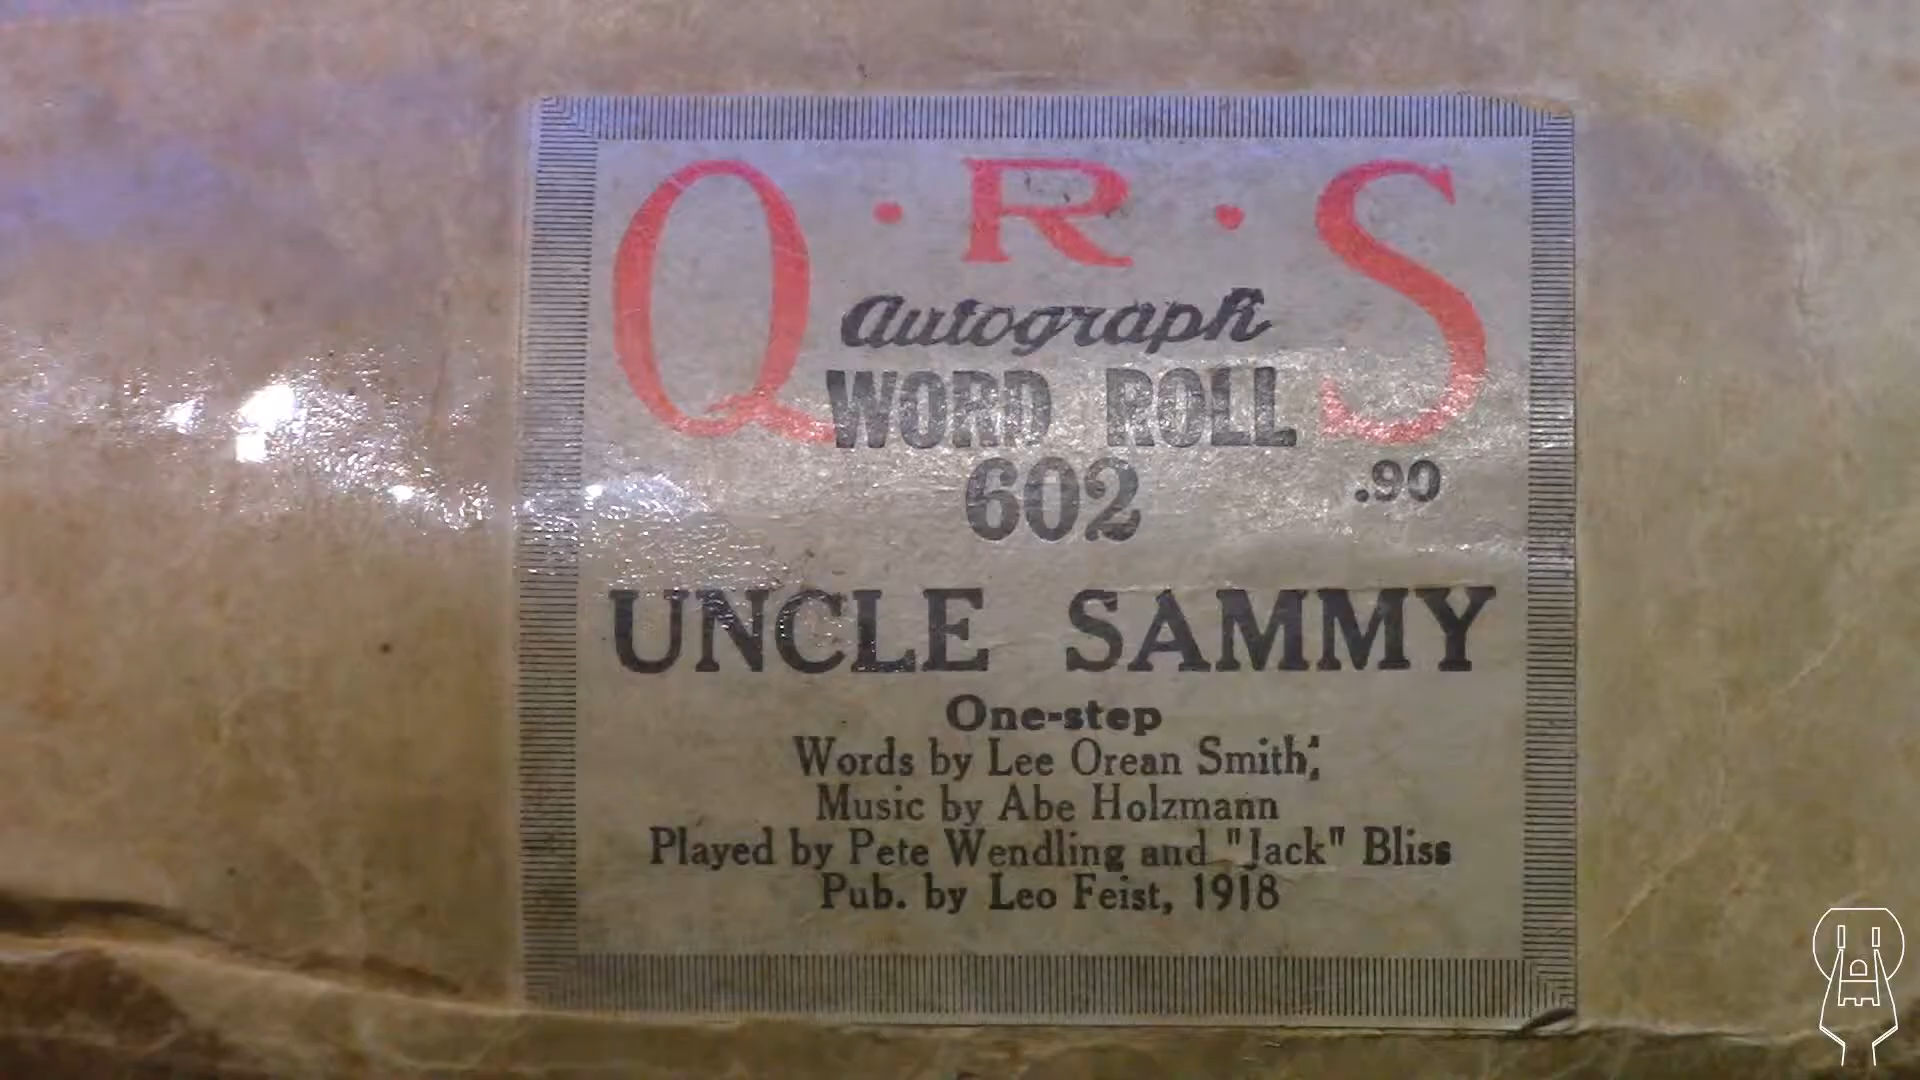 Q·R·S
Autograph
WORD ROLL
602 .90
UNCLE SAMMY
One-step
Words by Lee Orean Smith;
Music by Abe Holzmann
Played by Pete Wendling and "Jack" Bliss
Pub. by Leo Feist, 1918